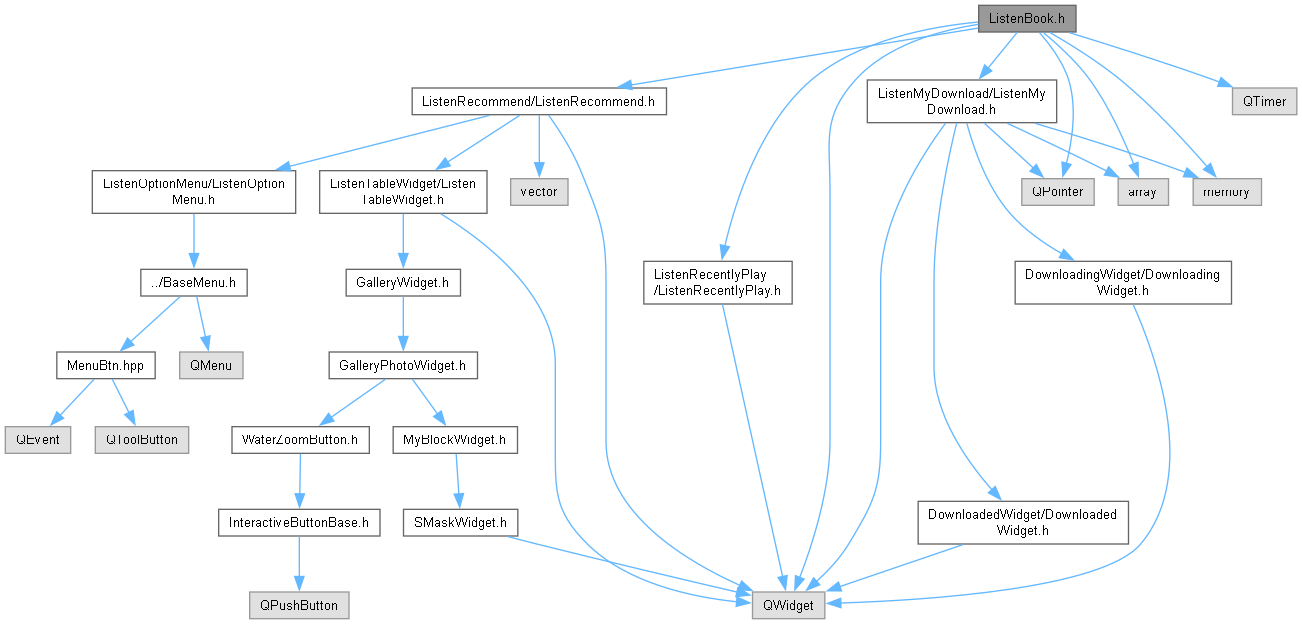 ListenBook.h
ListenRecommend/ListenRecommend.h
ListenMyDownload/ListenMy
Download.h
QTimer
ListenOptionMenu/ListenOption
Menu.h
ListenTableWidget/Listen
TableWidget.h
vector
QPointer
array
memory
../BaseMenu.h
GalleryWidget.h
ListenRecentlyPlay
/ListenRecentlyPlay.h
DownloadingWidget/Downloading
Widget.h
MenuBtn.hpp
QMenu
GalleryPhotoWidget.h
QEvent
QToolButton
WaterZoomButton.h
MyBlockWidget.h
InteractiveButtonBase.h
SMaskWidget.h
DownloadedWidget/Downloaded
Widget.h
QPushButton
QWidget